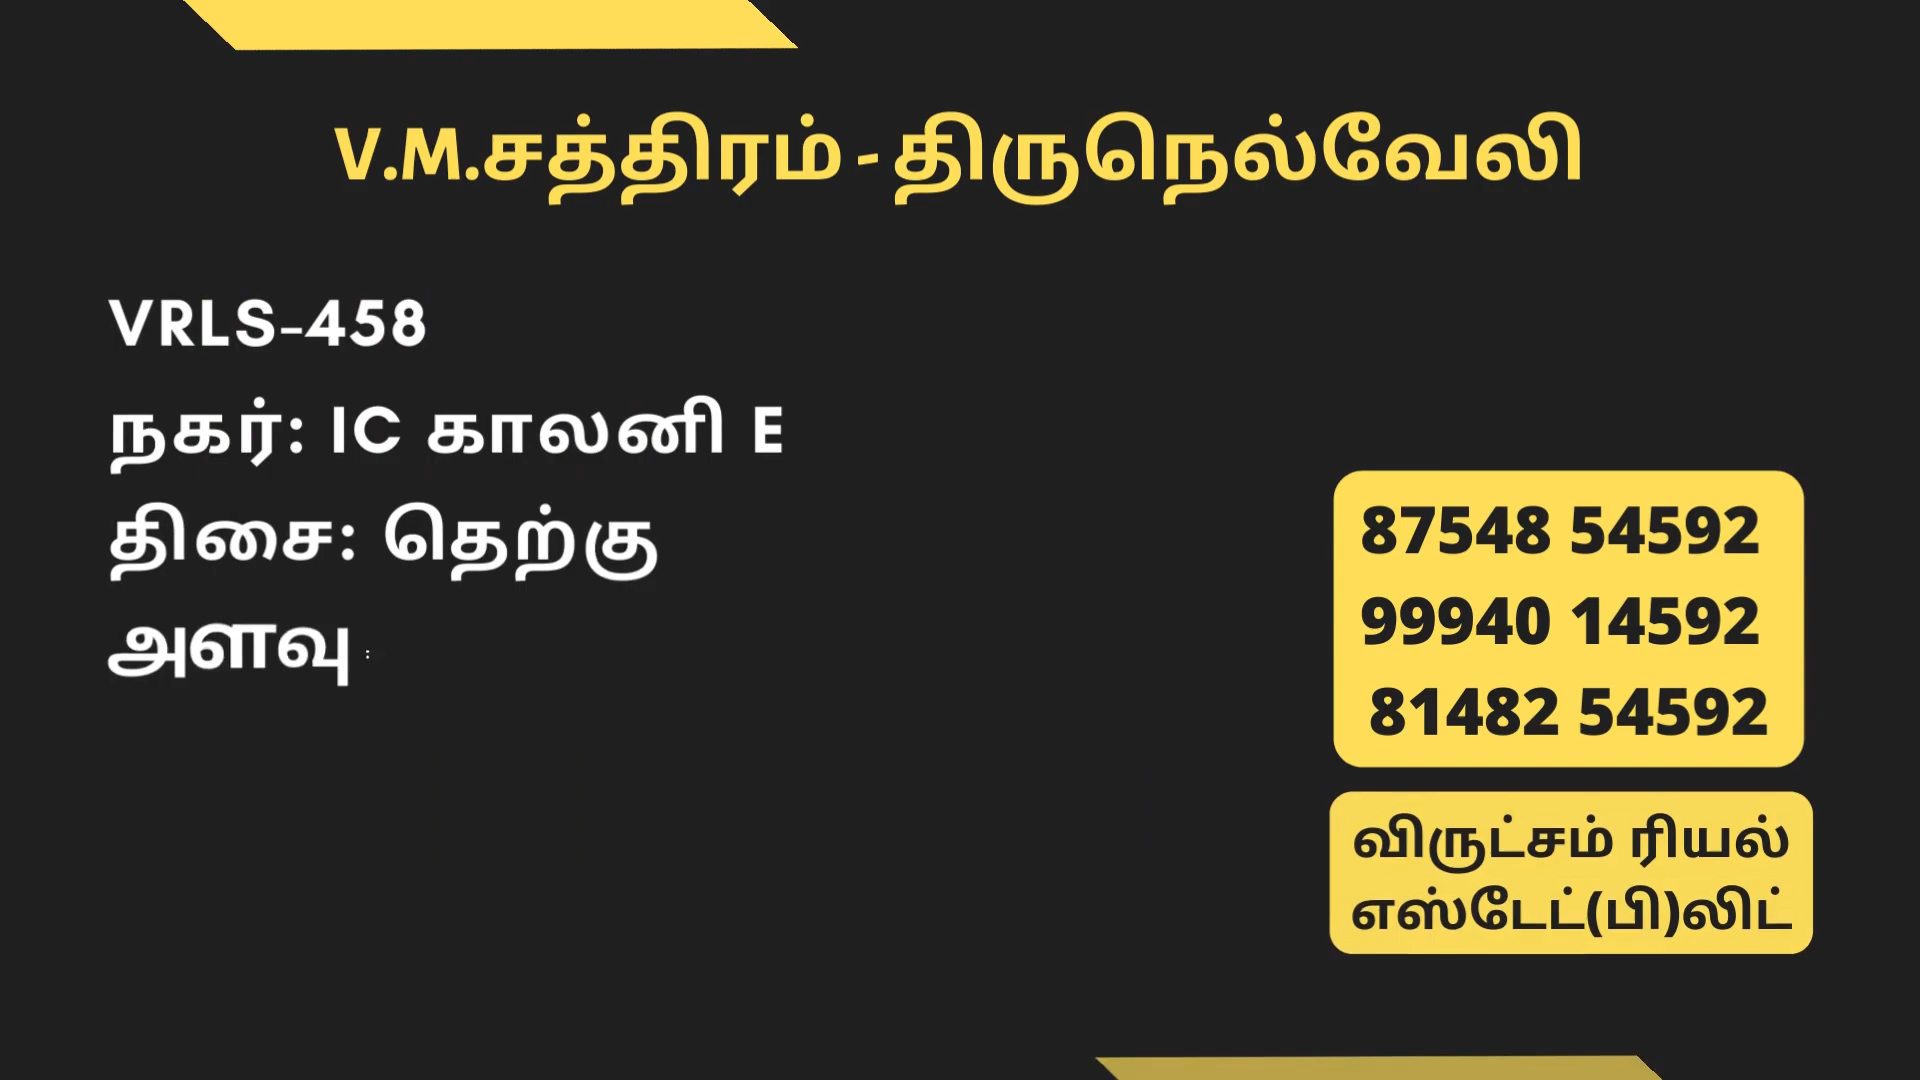 V.M.சத்திரம் - திருநெல்வேலி
VRLS-458
நகர்: IC காலனி E
திசை: தெற்கு
அளவு :
87548 54592
99940 14592
81482 54592
விருட்சம் ரியல்
எஸ்டேட்(பி)லிட்